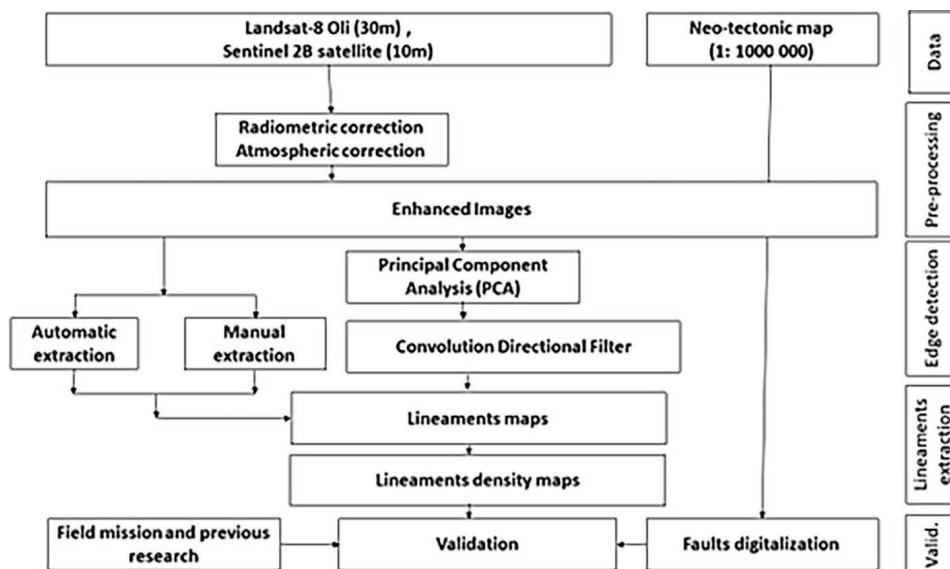 Landsat-8 Oli (30m) ,
Sentinel 2B satellite (10m)
Neo-tectonic map
(1: 1000 000)
Data
Radiometric correction
Atmospheric correction
Pre-processing
Enhanced Images
Principal Component
Analysis (PCA)
Edge detection
Automatic
extraction
Manual
extraction
Convolution Directional Filter
Lineaments maps
Lineaments
extraction
Lineaments density maps
Field mission and previous
research
Validation
Faults digitalization
Valid.